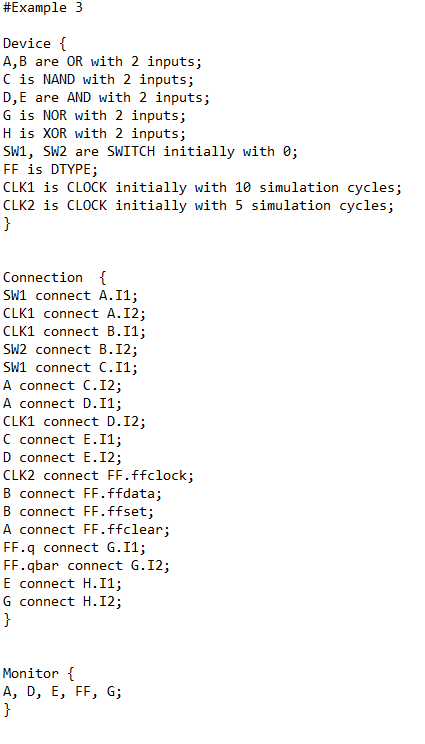 #Example 3
Device {
A,B are OR with 2 inputs;
C is NAND with 2 inputs;
D,E are AND with 2 inputs;
G is NOR with 2 inputs;
H is XOR with 2 inputs;
SW1, SW2 are SWITCH initially with 0;
FF is DTYPE;
CLK1 is CLOCK initially with 10 simulation cycles;
CLK2 is CLOCK initially with 5 simulation cycles;
}
Connection  {
SW1 connect A.I1;
CLK1 connect A.I2;
CLK1 connect B.I1;
SW2 connect B.I2;
SW1 connect C.I1;
A connect C.I2;
A connect D.I1;
CLK1 connect D.I2;
C connect E.I1;
D connect E.I2;
CLK2 connect FF.ffclock;
B connect FF.ffdata;
B connect FF.ffset;
A connect FF.ffclear;
FF.q connect G.I1;
FF.qbar connect G.I2;
E connect H.I1;
G connect H.I2;
}
Monitor {
A, D, E, FF, G;
}